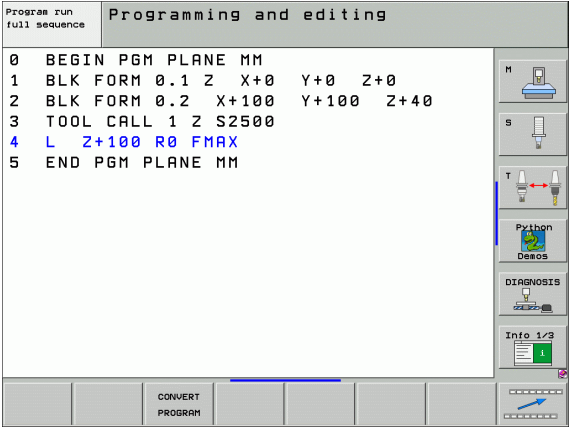 Program run
full sequence
Programming and editing
0 BEGIN PGM PLANE MM
1 BLK FORM 0.1 Z X+0 Y+0 Z+0
2 BLK FORM 0.2 X+100 Y+100 Z+40
3 TOOL CALL 1 Z S2500
4 L Z+100 R0 FMAX
5 END PGM PLANE MM
M
S
T
Python
Demos
DIAGNOSIS
Info 1/3
i
CONVERT
PROGRAM